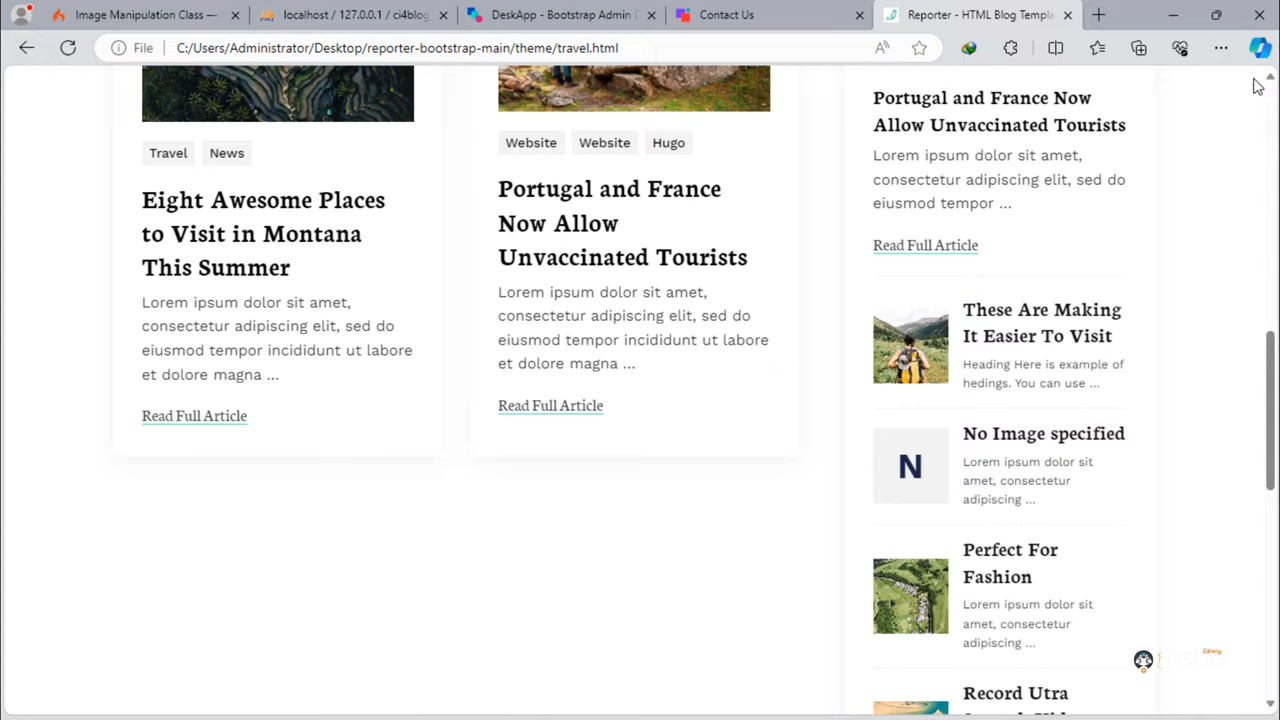 Image Manipulation Class —
localhost / 127.0.0.1 / ci4blog
DeskApp - Bootstrap Admin D
Contact Us
Reporter - HTML Blog Templa
File
C:/Users/Administrator/Desktop/reporter-bootstrap-main/theme/travel.html
Travel
News
Eight Awesome Places
to Visit in Montana
This Summer
Lorem ipsum dolor sit amet,
consectetur adipiscing elit, sed do
eiusmod tempor incididunt ut labore
et dolore magna ...
Read Full Article
Website
Website
Hugo
Portugal and France
Now Allow
Unvaccinated Tourists
Lorem ipsum dolor sit amet,
consectetur adipiscing elit, sed do
eiusmod tempor incididunt ut labore
et dolore magna ...
Read Full Article
Portugal and France Now
Allow Unvaccinated Tourists
Lorem ipsum dolor sit amet,
consectetur adipiscing elit, sed do
eiusmod tempor ...
Read Full Article
These Are Making
It Easier To Visit
Heading Here is example of
hedings. You can use ...
N
No Image specified
Lorem ipsum dolor sit
amet, consectetur
adipiscing ...
Perfect For
Fashion
Lorem ipsum dolor sit
amet, consectetur
adipiscing ...
Library
Record Utra